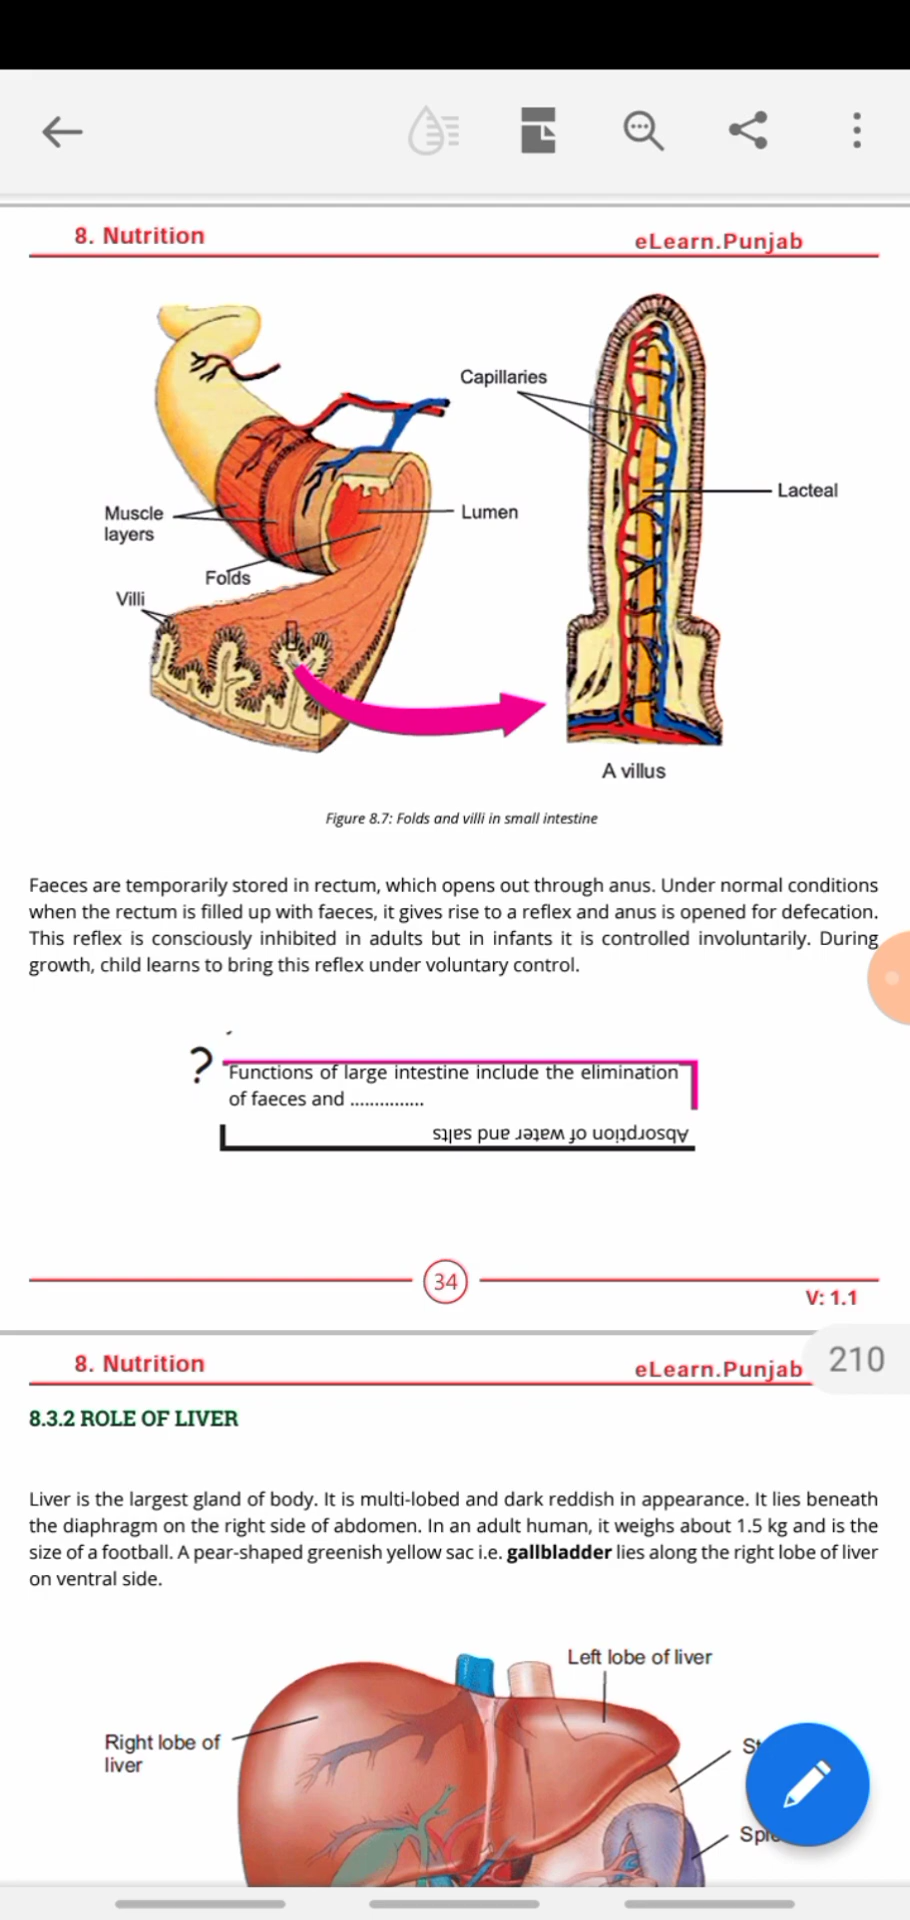 8. Nutrition
eLearn.Punjab
Capillaries
Lacteal
Muscle
layers
Lumen
Folds
Villi
A villus
Figure 8.7: Folds and villi in small intestine
Faeces are temporarily stored in rectum, which opens out through anus. Under normal conditions
when the rectum is filled up with faeces, it gives rise to a reflex and anus is opened for defecation.
This reflex is consciously inhibited in adults but in infants it is controlled involuntarily. During
growth, child learns to bring this reflex under voluntary control.
?
Functions of large intestine include the elimination
of faeces and ...............
Absorption of water and salts
34
V: 1.1
8. Nutrition
eLearn.Punjab
210
8.3.2 ROLE OF LIVER
Liver is the largest gland of body. It is multi-lobed and dark reddish in appearance. It lies beneath
the diaphragm on the right side of abdomen. In an adult human, it weighs about 1.5 kg and is the
size of a football. A pear-shaped greenish yellow sac i.e. gallbladder lies along the right lobe of liver
on ventral side.
Left lobe of liver
Right lobe of
liver